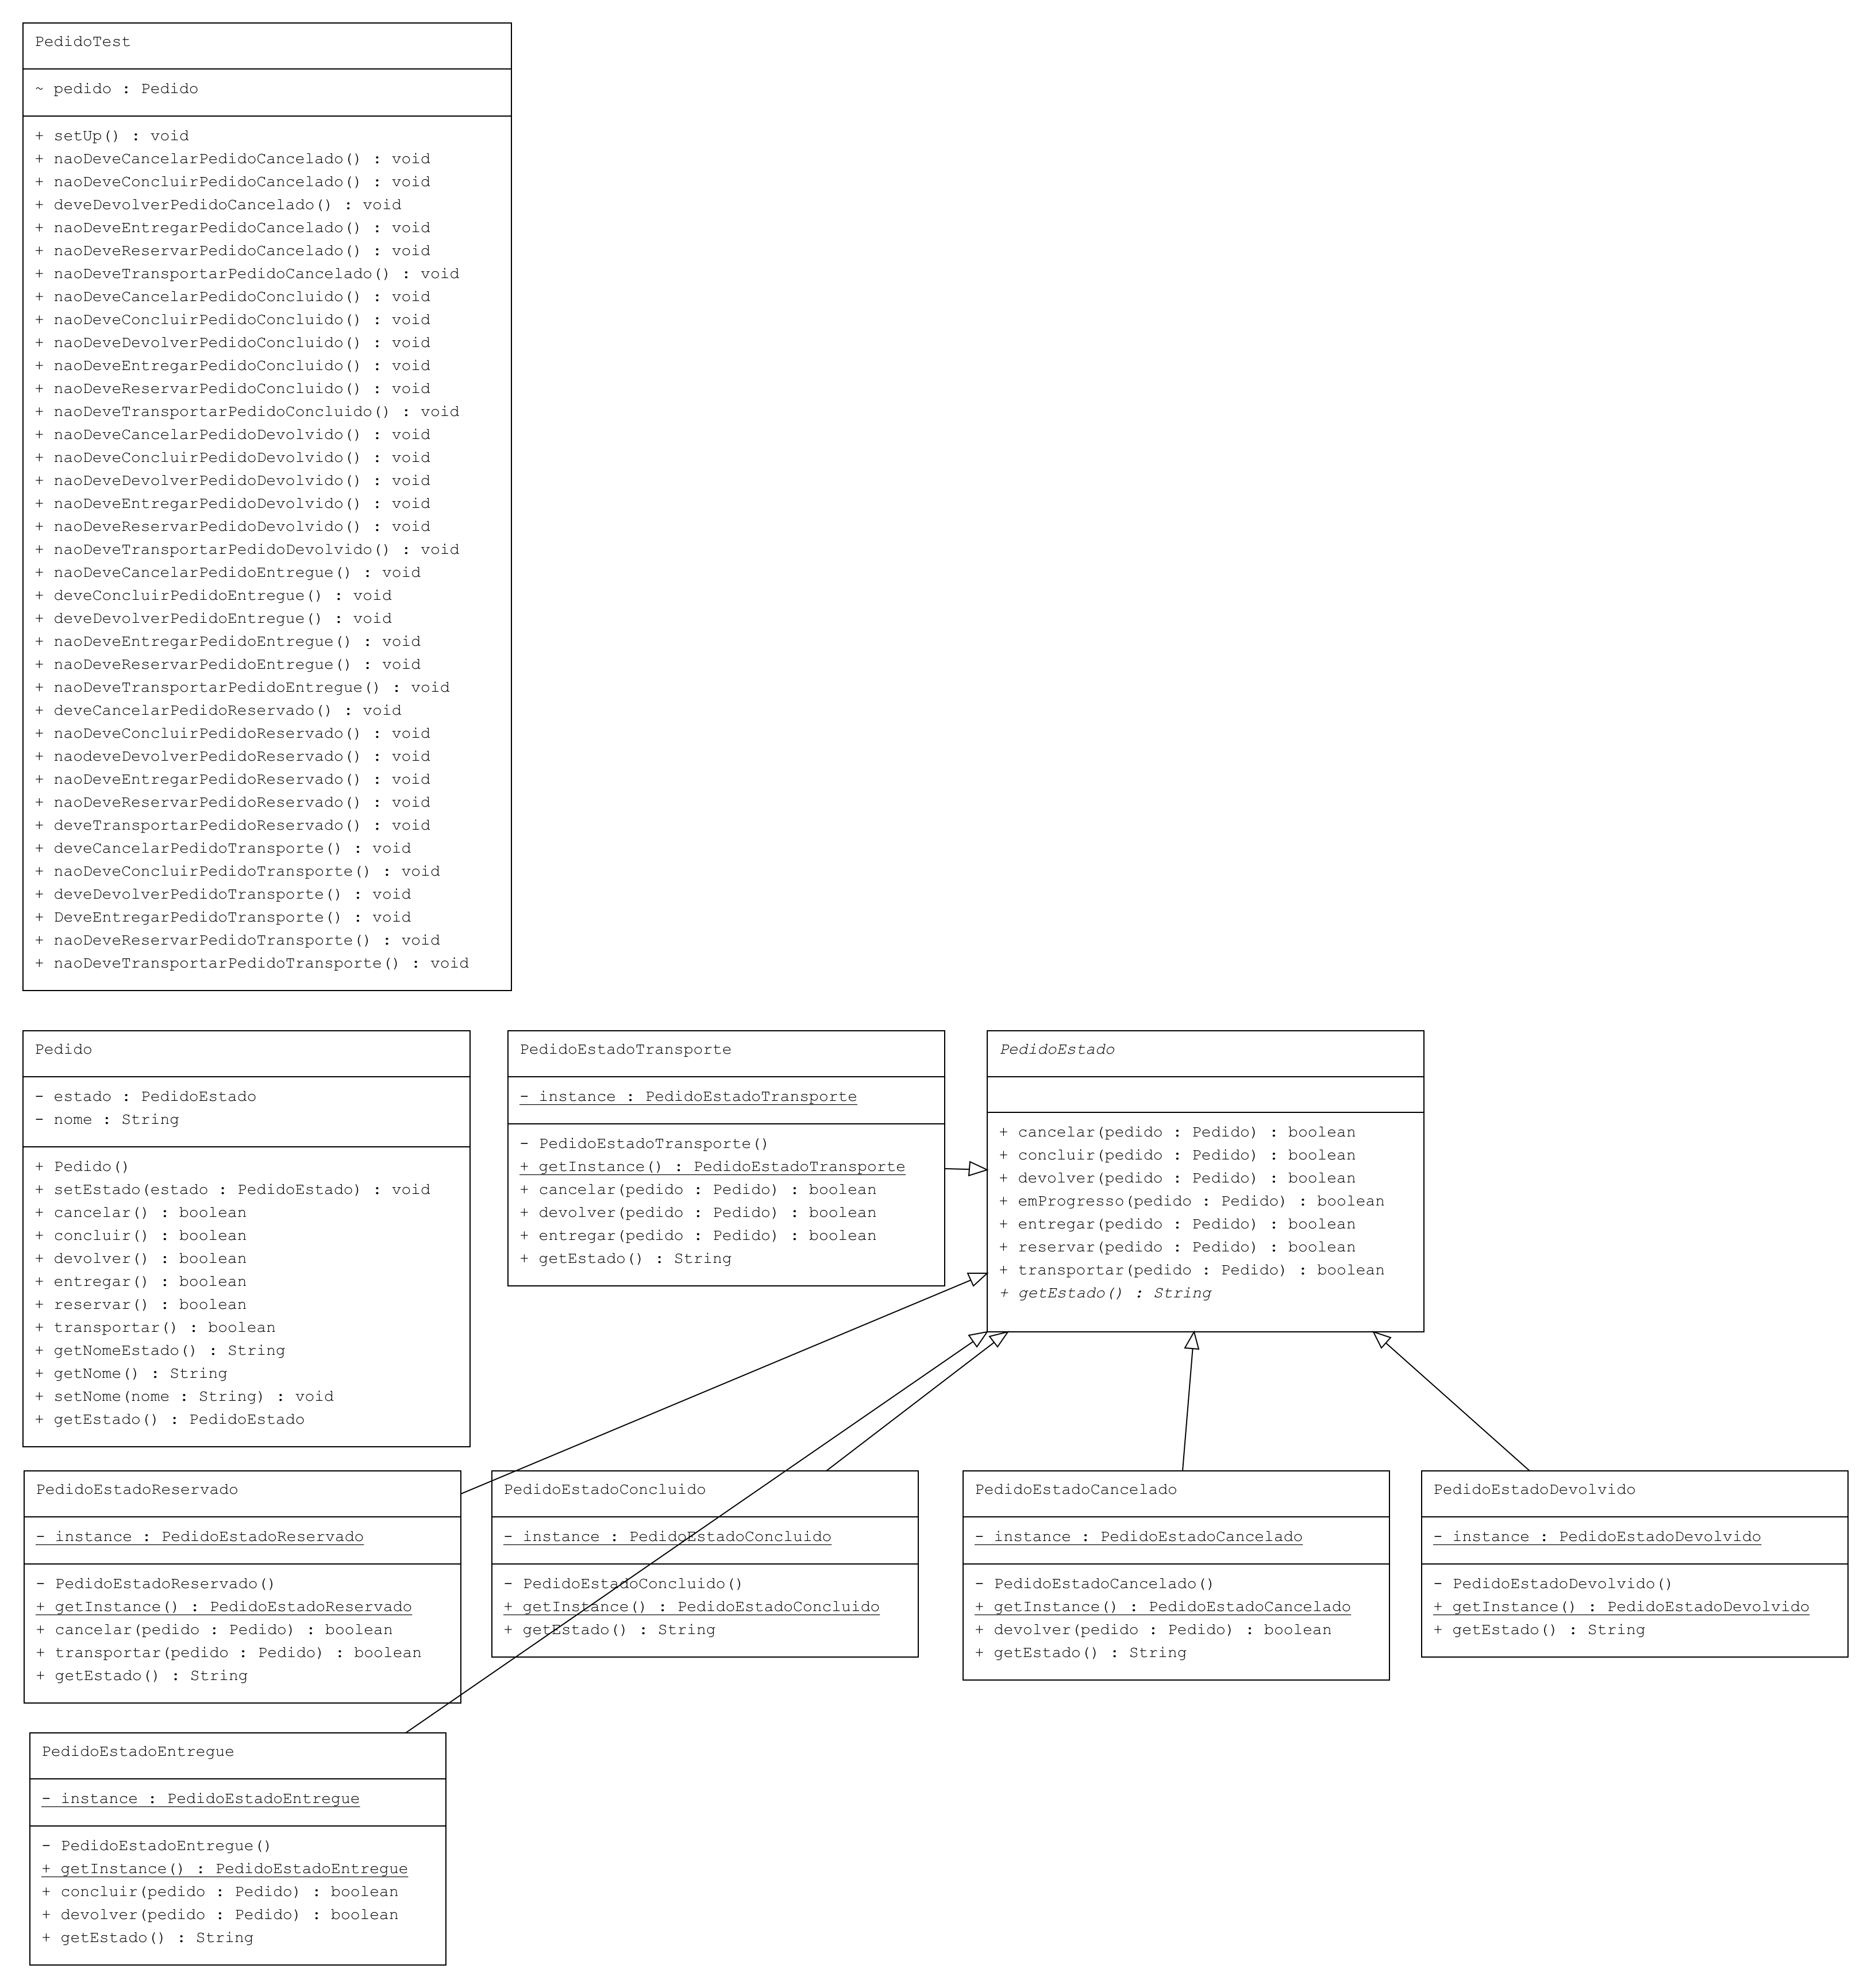 PedidoTest
~ pedido : Pedido
+ setUp() : void
+ naoDeveCancelarPedidoCancelado() : void
+ naoDeveConcluirPedidoCancelado() : void
+ deveDevolverPedidoCancelado() : void
+ naoDeveEntregarPedidoCancelado() : void
+ naoDeveReservarPedidoCancelado() : void
+ naoDeveTransportarPedidoCancelado() : void
+ naoDeveCancelarPedidoConcluido() : void
+ naoDeveConcluirPedidoConcluido() : void
+ naoDeveDevolverPedidoConcluido() : void
+ naoDeveEntregarPedidoConcluido() : void
+ naoDeveReservarPedidoConcluido() : void
+ naoDeveTransportarPedidoConcluido() : void
+ naoDeveCancelarPedidoDevolvido() : void
+ naoDeveConcluirPedidoDevolvido() : void
+ naoDeveDevolverPedidoDevolvido() : void
+ naoDeveEntregarPedidoDevolvido() : void
+ naoDeveReservarPedidoDevolvido() : void
+ naoDeveTransportarPedidoDevolvido() : void
+ naoDeveCancelarPedidoEntregue() : void
+ deveConcluirPedidoEntregue() : void
+ deveDevolverPedidoEntregue() : void
+ naoDeveEntregarPedidoEntregue() : void
+ naoDeveReservarPedidoEntregue() : void
+ naoDeveTransportarPedidoEntregue() : void
+ deveCancelarPedidoReservado() : void
+ naoDeveConcluirPedidoReservado() : void
+ naodeveDevolverPedidoReservado() : void
+ naoDeveEntregarPedidoReservado() : void
+ naoDeveReservarPedidoReservado() : void
+ deveTransportarPedidoReservado() : void
+ deveCancelarPedidoTransporte() : void
+ naoDeveConcluirPedidoTransporte() : void
+ deveDevolverPedidoTransporte() : void
+ DeveEntregarPedidoTransporte() : void
+ naoDeveReservarPedidoTransporte() : void
+ naoDeveTransportarPedidoTransporte() : void
Pedido
- estado : PedidoEstado
- nome : String
+ Pedido()
+ setEstado(estado : PedidoEstado) : void
+ cancelar() : boolean
+ concluir() : boolean
+ devolver() : boolean
+ entregar() : boolean
+ reservar() : boolean
+ transportar() : boolean
+ getNomeEstado() : String
+ getNome() : String
+ setNome(nome : String) : void
+ getEstado() : PedidoEstado
PedidoEstadoTransporte
- instance : PedidoEstadoTransporte
- PedidoEstadoTransporte()
+ getInstance() : PedidoEstadoTransporte
+ cancelar(pedido : Pedido) : boolean
+ devolver(pedido : Pedido) : boolean
+ entregar(pedido : Pedido) : boolean
+ getEstado() : String
PedidoEstado
+ cancelar(pedido : Pedido) : boolean
+ concluir(pedido : Pedido) : boolean
+ devolver(pedido : Pedido) : boolean
+ emProgresso(pedido : Pedido) : boolean
+ entregar(pedido : Pedido) : boolean
+ reservar(pedido : Pedido) : boolean
+ transportar(pedido : Pedido) : boolean
+ getEstado() : String
PedidoEstadoReservado
- instance : PedidoEstadoReservado
- PedidoEstadoReservado()
+ getInstance() : PedidoEstadoReservado
+ cancelar(pedido : Pedido) : boolean
+ transportar(pedido : Pedido) : boolean
+ getEstado() : String
PedidoEstadoConcluido
- instance : PedidoEstadoConcluido
- PedidoEstadoConcluido()
+ getInstance() : PedidoEstadoConcluido
+ getEstado() : String
PedidoEstadoCancelado
- instance : PedidoEstadoCancelado
- PedidoEstadoCancelado()
+ getInstance() : PedidoEstadoCancelado
+ devolver(pedido : Pedido) : boolean
+ getEstado() : String
PedidoEstadoDevolvido
- instance : PedidoEstadoDevolvido
- PedidoEstadoDevolvido()
+ getInstance() : PedidoEstadoDevolvido
+ getEstado() : String
PedidoEstadoEntregue
- instance : PedidoEstadoEntregue
- PedidoEstadoEntregue()
+ getInstance() : PedidoEstadoEntregue
+ concluir(pedido : Pedido) : boolean
+ devolver(pedido : Pedido) : boolean
+ getEstado() : String